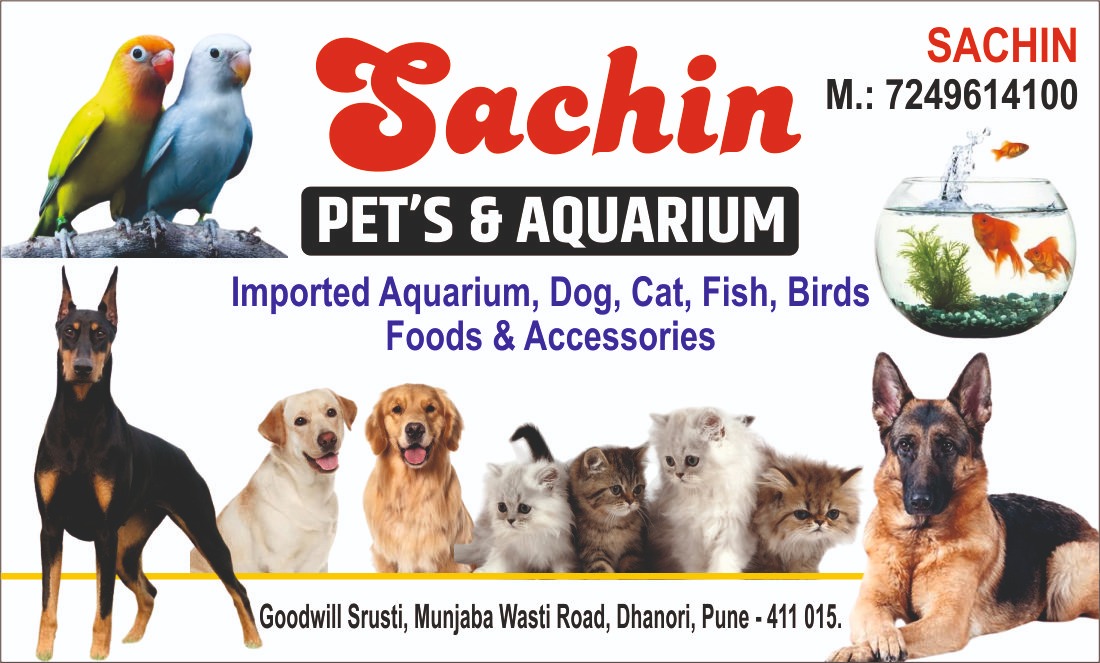 Sachin
PET'S & AQUARIUM
SACHIN
M.: 7249614100
Imported Aquarium, Dog, Cat, Fish, Birds
Foods & Accessories
Goodwill Srusti, Munjaba Wasti Road, Dhanori, Pune - 411 015.